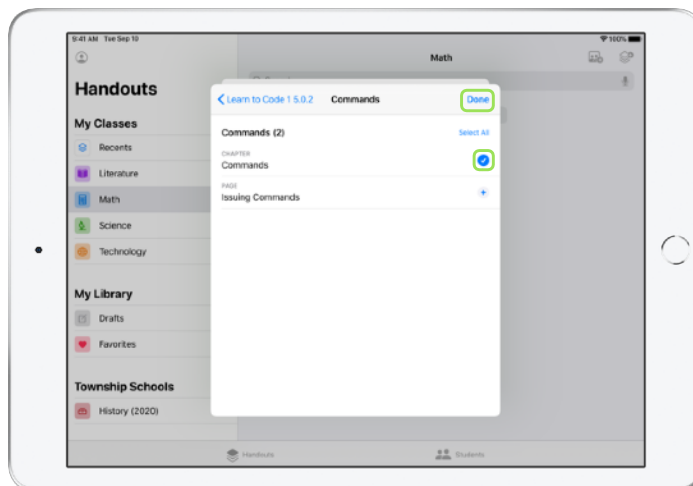 9:41 AM Tue Sep 10
100%
Math
Handouts
My Classes
Recents
Literature
Math
Science
Technology
My Library
Drafts
Favorites
Township Schools
History (2020)
Learn to Code 1 5.0.2
Commands
Done
Commands (2)
Select All
CHAPTER
Commands
PAGE
Issuing Commands
Handouts
Students